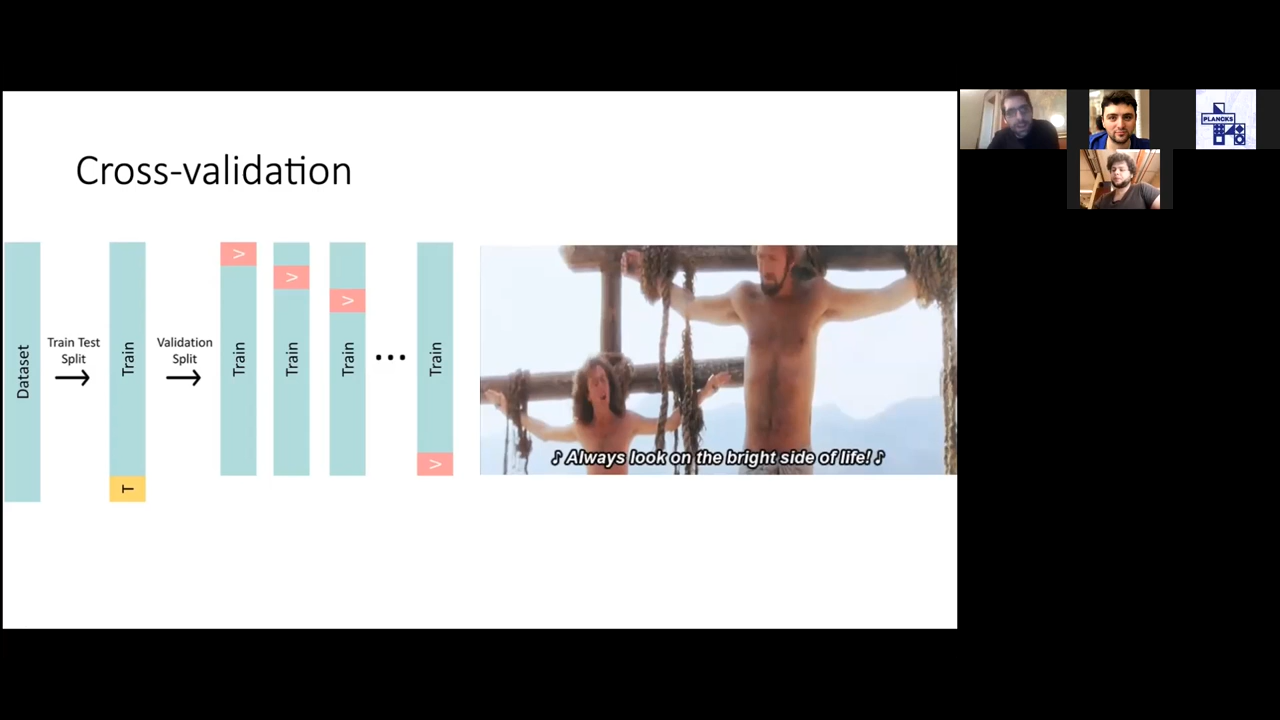 Cross-validation
Dataset
Train Test
Split
Train
T
Validation
Split
V
Train
V
Train
V
Train
...
Train
V
♪ Always look on the bright side of life! ♪
PLANCKS